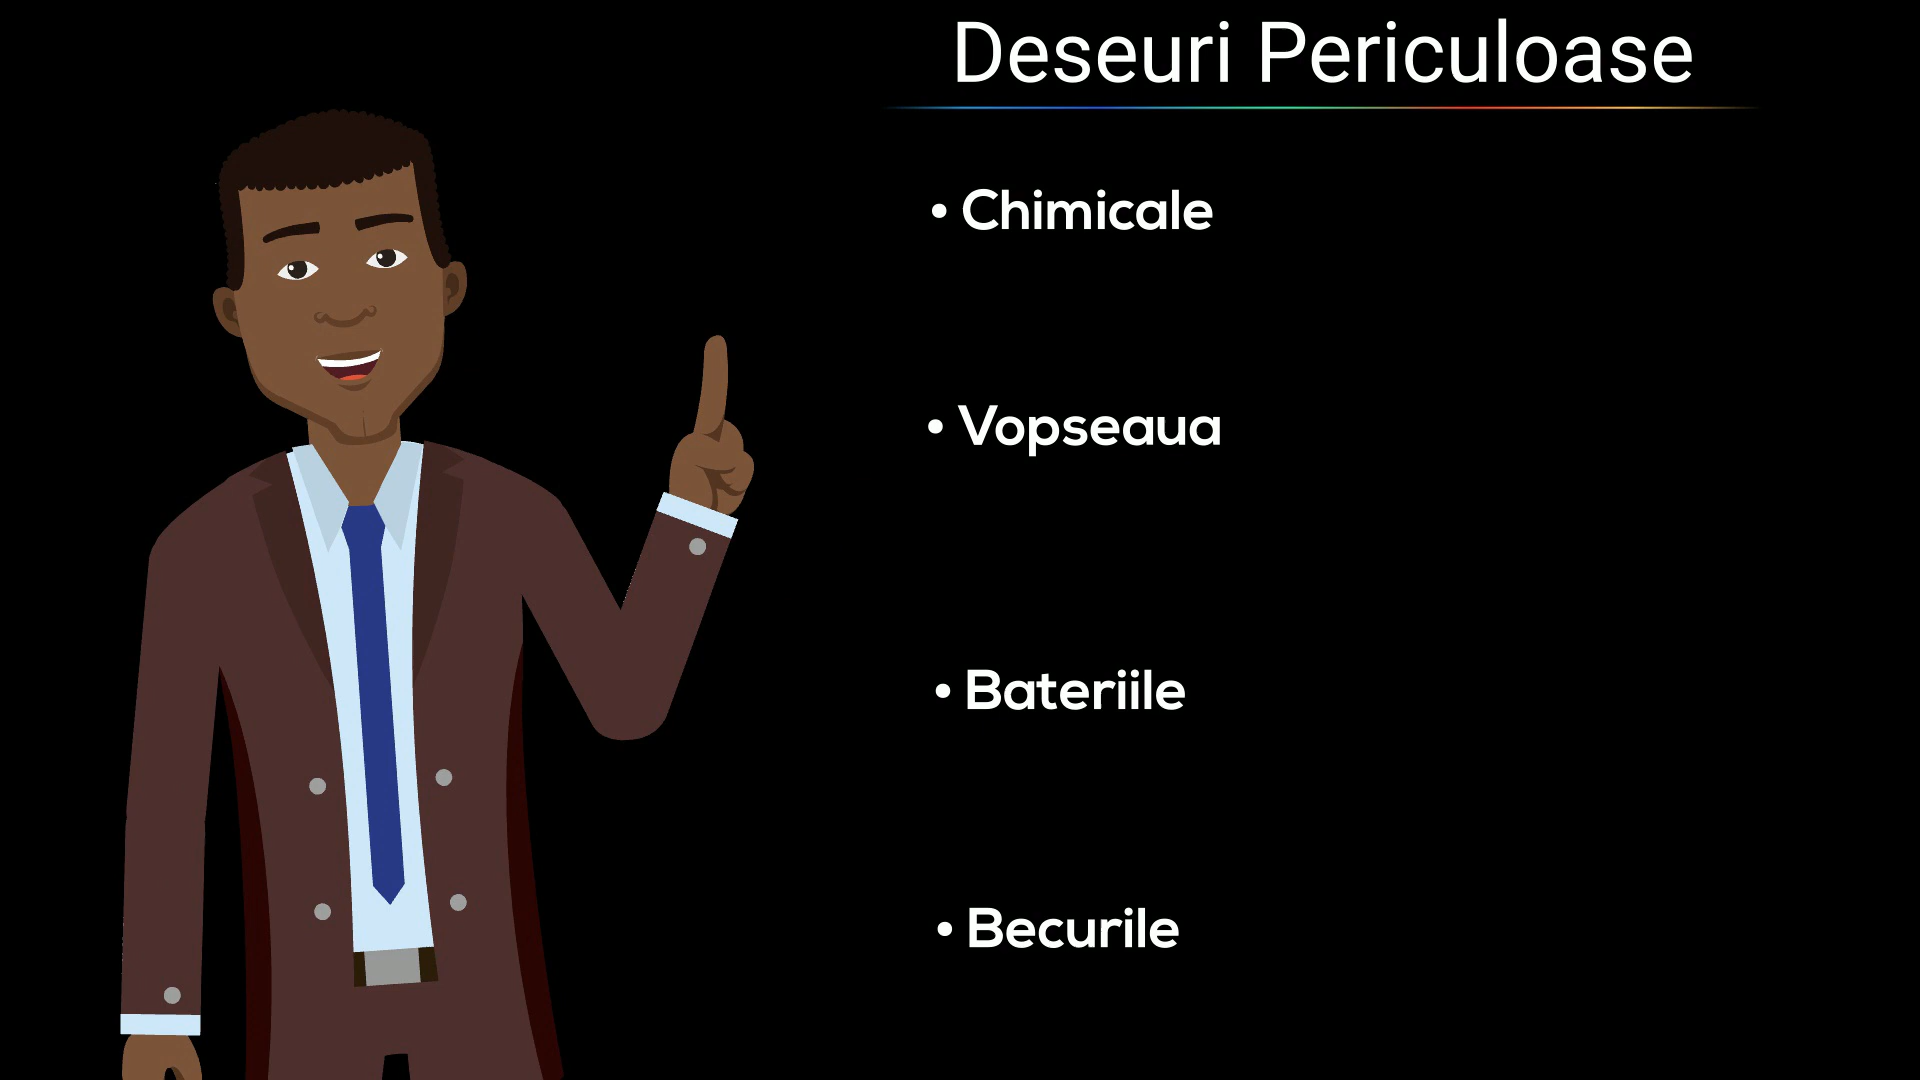 Deseuri Periculoase
• Chimicale
• Vopseaua
• Bateriile
• Becurile